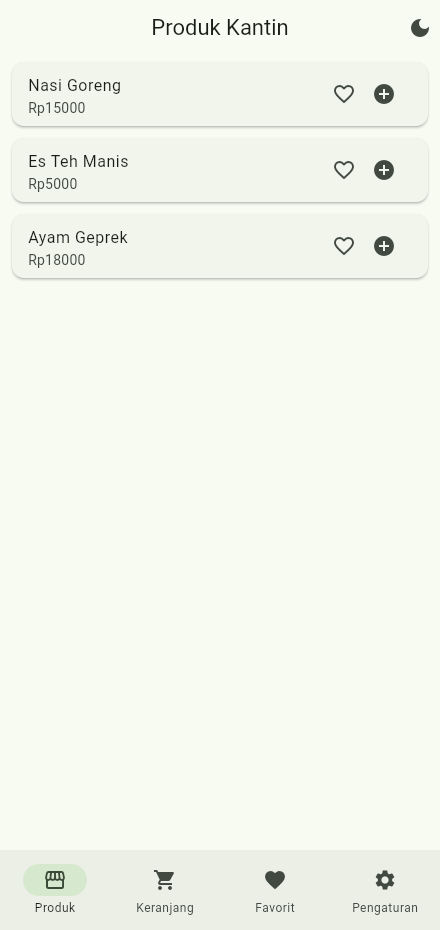 Produk Kantin
Nasi Goreng
Rp15000
Es Teh Manis
Rp5000
Ayam Geprek
Rp18000
Produk
Keranjang
Favorit
Pengaturan